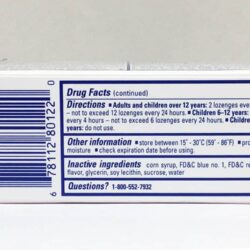 Drug Facts (continued)
Directions ■ Adults and children over 12 years: 2 lozenges every
– not to exceed 12 lozenges every 24 hours. ■ Children 6–12 years:
every 4 hours – not to exceed 6 lozenges every 24 hours. ■ Children
years: do not use.
Other information ■ store between 15° - 30°C (59° - 86°F) ■
moisture ■ check expiration date before using.
Inactive ingredients corn syrup, FD&C blue no. 1, FD&C
flavor, glycerin, soy lecithin, sucrose, water
Questions? 1-800-552-7932
6 78112 80122 0